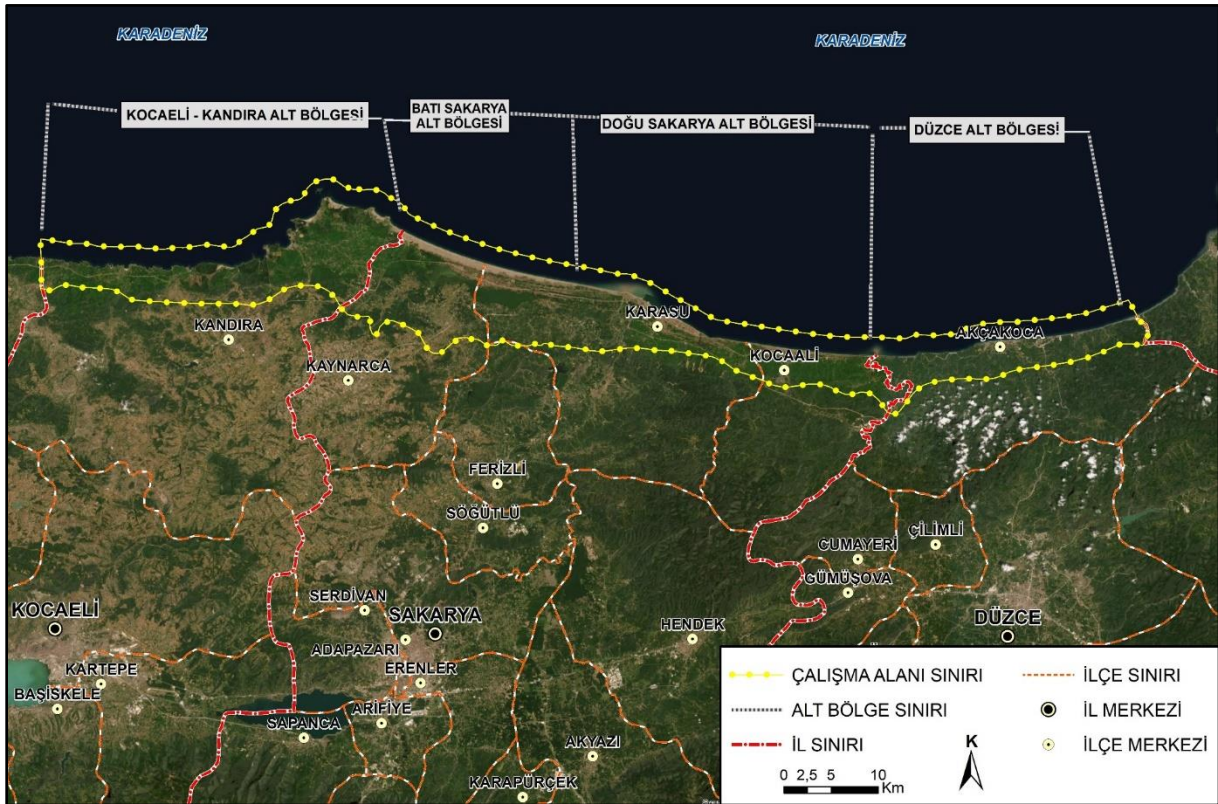 KARADENİZ
KARADENİZ
KOCAELİ - KANDIRA ALT BÖLGESİ
BATI SAKARYA
ALT BÖLGESİ
DOĞU SAKARYA ALT BÖLGESİ
DÜZCE ALT BÖLGESİ
KANDIRA
KARASU
AKÇAKOCA
KAYNARCA
KOCAALİ
FERİZLİ
SÖĞÜTLÜ
ÇİLİMLİ
CUMAYERİ
GÜMÜŞOVA
SERDİVAN
KOCAELİ
SAKARYA
HENDEK
DÜZCE
ADAPAZARI
KARTEPE
ERENLER
BAŞİSKELE
ARİFİYE
SAPANCA
AKYAZI
KARAPÜRÇEK
ÇALIŞMA ALANI SINIRI
ALT BÖLGE SINIRI
İL SINIRI
İLÇE SINIRI
İL MERKEZİ
İLÇE MERKEZİ
K
0 2,5 5 10
Km